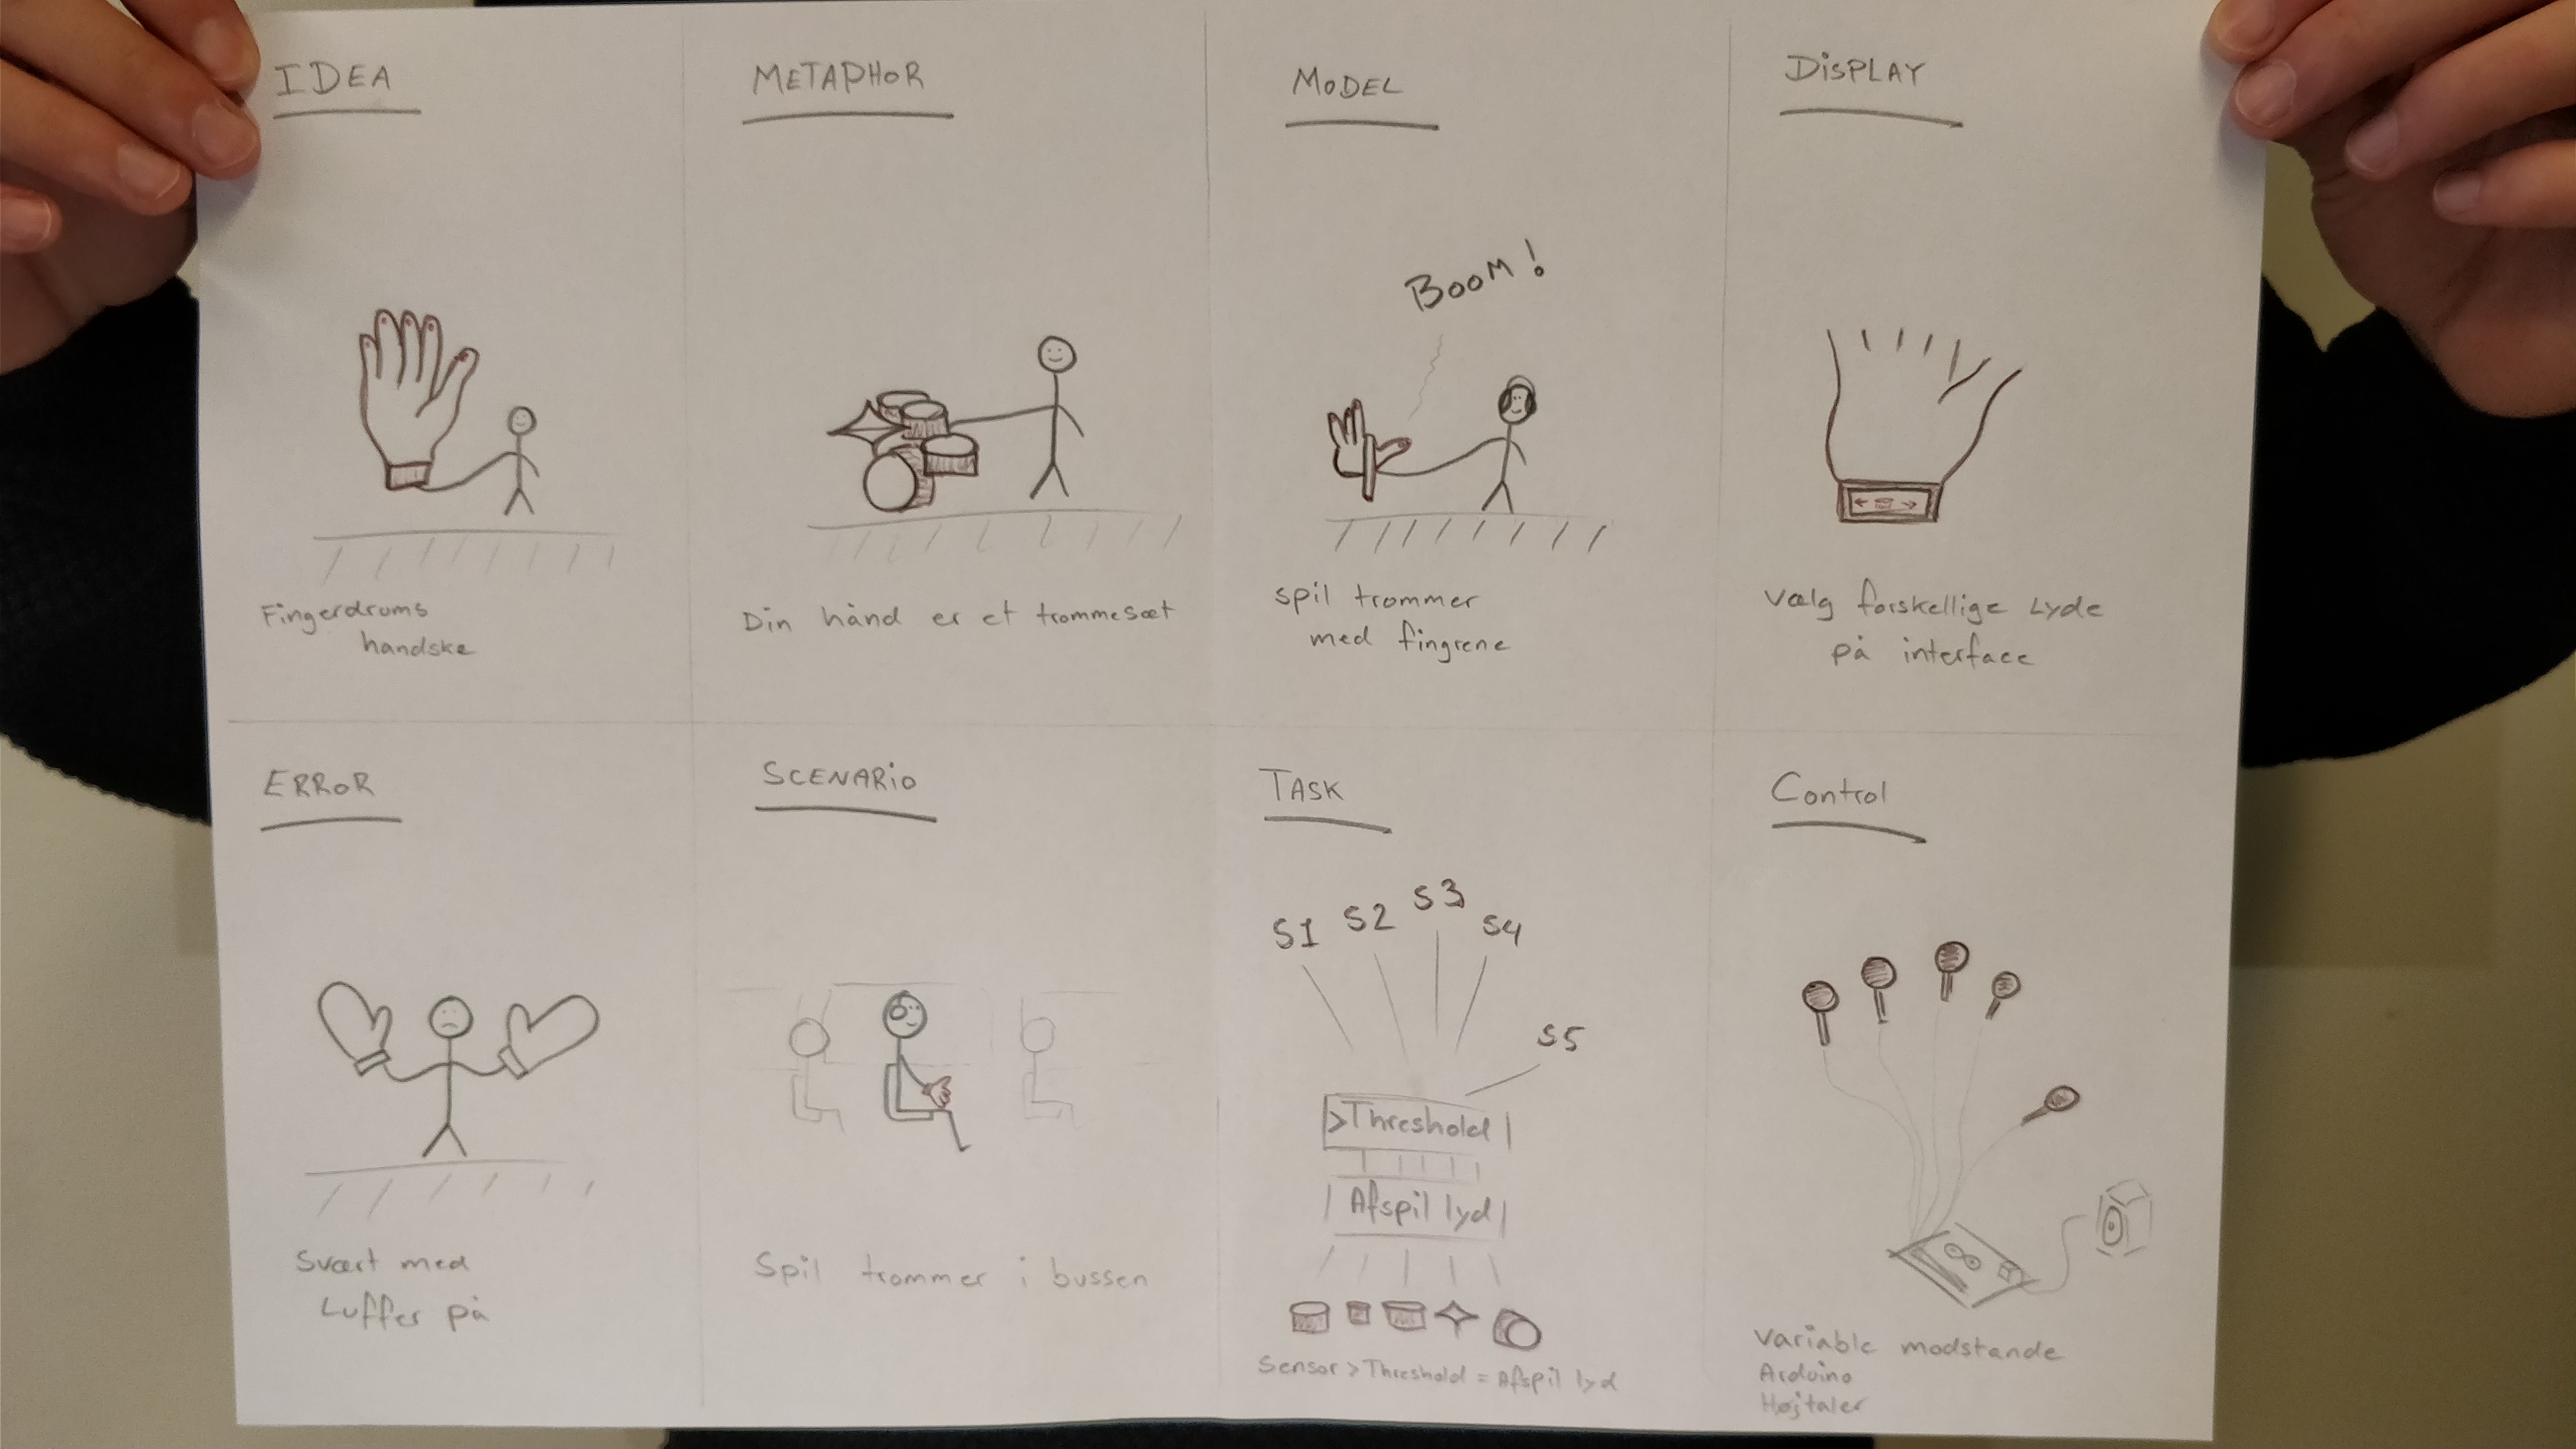 IDEA
Fingerdrums
handske
METAPHOR
Din hånd er et trommesæt
MODEL
BOOM!
spil trommer
med fingrene
DISPLAY
Vælg forskellige Lyde
på interface
ERROR
Svært med
Luffer på
SCENARIO
Spil trommer i bussen
TASK
S1 S2 S3 S4
S5
>Threshold
Afspil lyd
Sensor > Threshold = Afspil lyd
Control
Variable modstande
Arduino
Højtaler